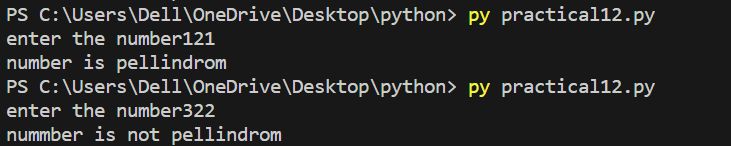 PS C:\Users\Dell\OneDrive\Desktop\python> py practical12.py
enter the number121
number is pellindrom
PS C:\Users\Dell\OneDrive\Desktop\python> py practical12.py
enter the number322
nummber is not pellindrom